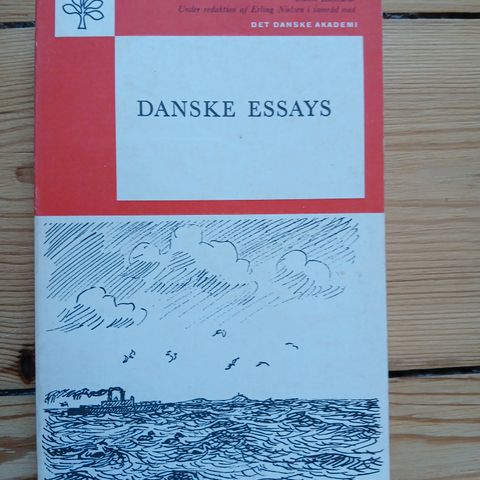 Under redaktion af Erling Nielsen i samråd med
DET DANSKE AKADEMI
DANSKE ESSAYS